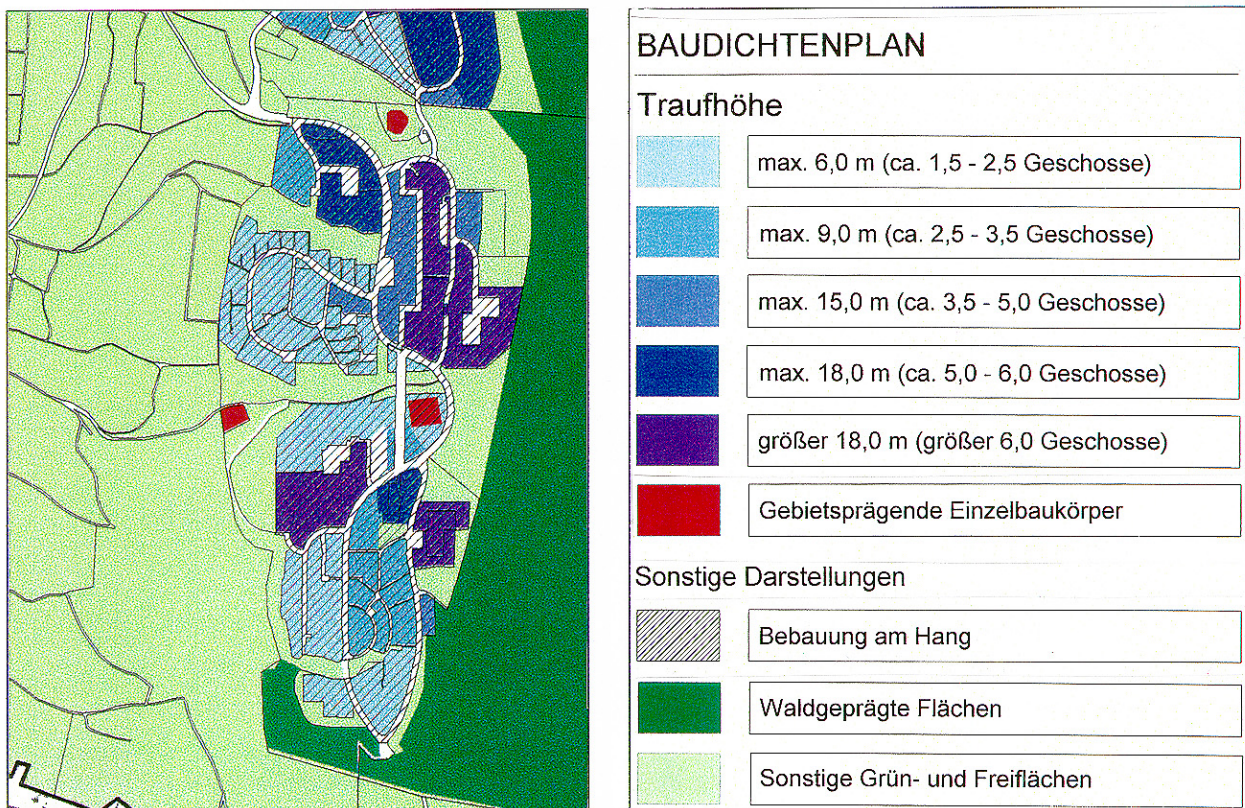 BAUDICHTENPLAN
Traufhöhe
max. 6,0 m (ca. 1,5 - 2,5 Geschosse)
max. 9,0 m (ca. 2,5 - 3,5 Geschosse)
max. 15,0 m (ca. 3,5 - 5,0 Geschosse)
max. 18,0 m (ca. 5,0 - 6,0 Geschosse)
größer 18,0 m (größer 6,0 Geschosse)
Gebietsprägende Einzelbaukörper
Sonstige Darstellungen
Bebauung am Hang
Waldgeprägte Flächen
Sonstige Grün- und Freiflächen